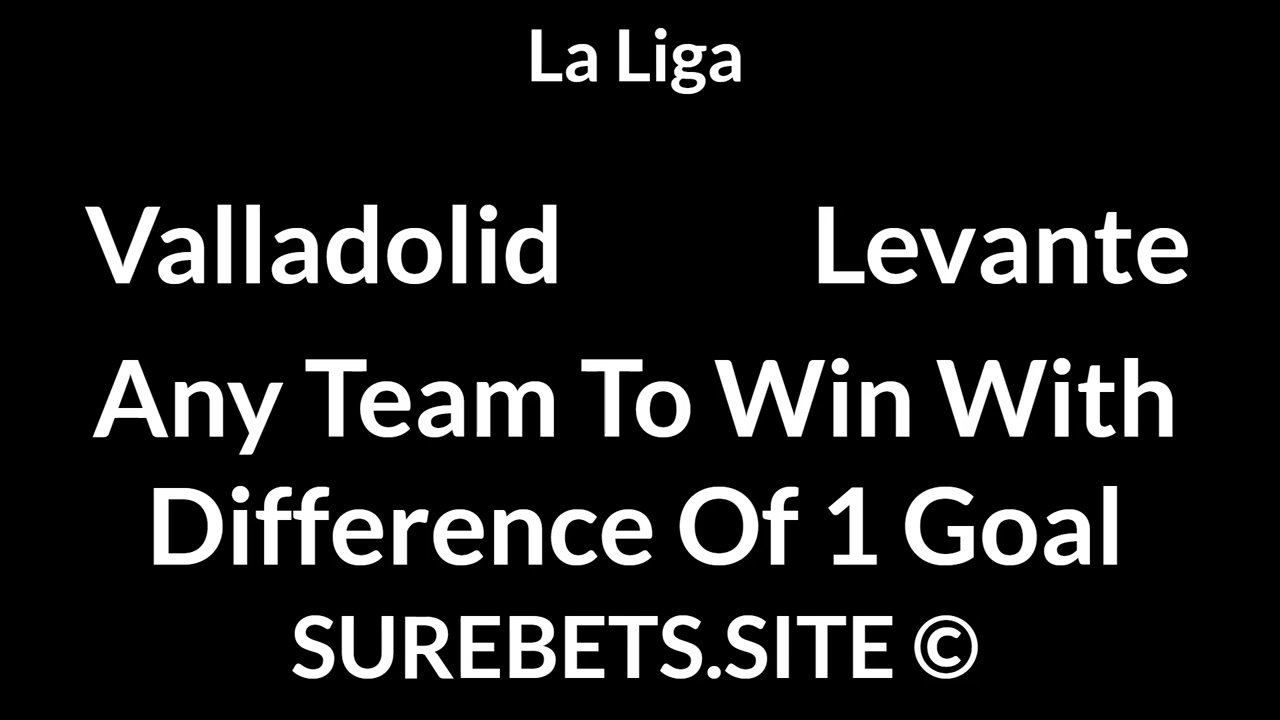 La Liga
Valladolid Levante
Any Team To Win With
Difference Of 1 Goal
SUREBETS.SITE ©